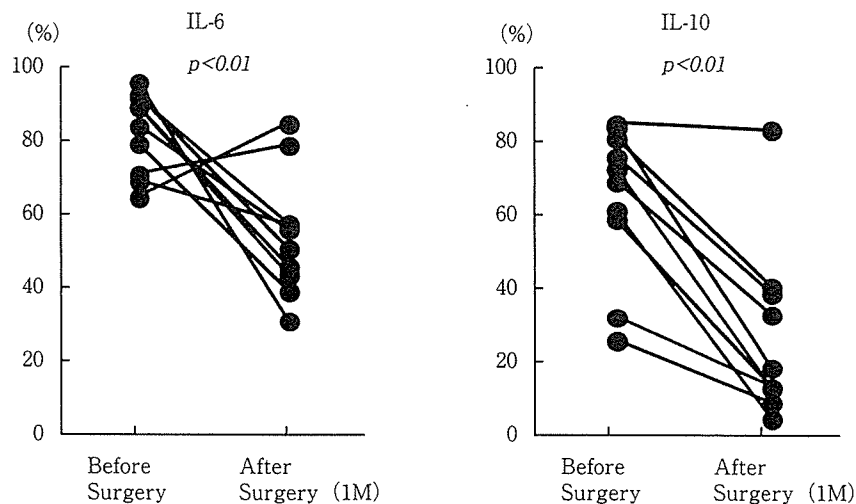 IL-6
(%)
p<0.01
100
80
60
40
20
0
Before
Surgery
After
Surgery (1M)
IL-10
(%)
p<0.01
100
80
60
40
20
0
Before
Surgery
After
Surgery (1M)